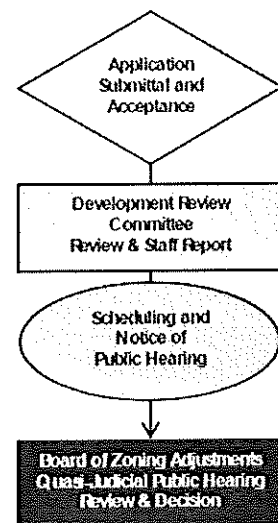 Application
Submittal and
Acceptance
Development Review
Committee
Review & Staff Report
Scheduling and
Notice of
Public Hearing
Board of Zoning Adjustments
Quasi-Judicial Public Hearing
Review & Decision